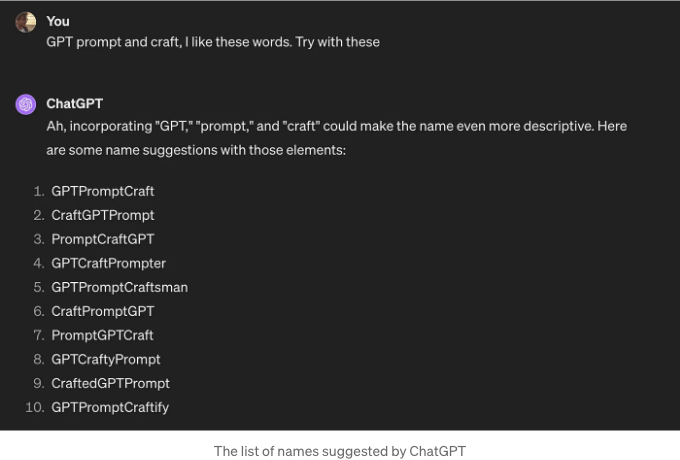 You
GPT prompt and craft, I like these words. Try with these
ChatGPT
Ah, incorporating "GPT," "prompt," and "craft" could make the name even more descriptive. Here
are some name suggestions with those elements:
1. GPTPromptCraft
2. CraftGPTPrompt
3. PromptCraftGPT
4. GPTCraftPrompter
5. GPTPromptCraftsman
6. CraftPromptGPT
7. PromptGPTCraft
8. GPTCraftyPrompt
9. CraftedGPTPrompt
10. GPTPromptCraftify
The list of names suggested by ChatGPT